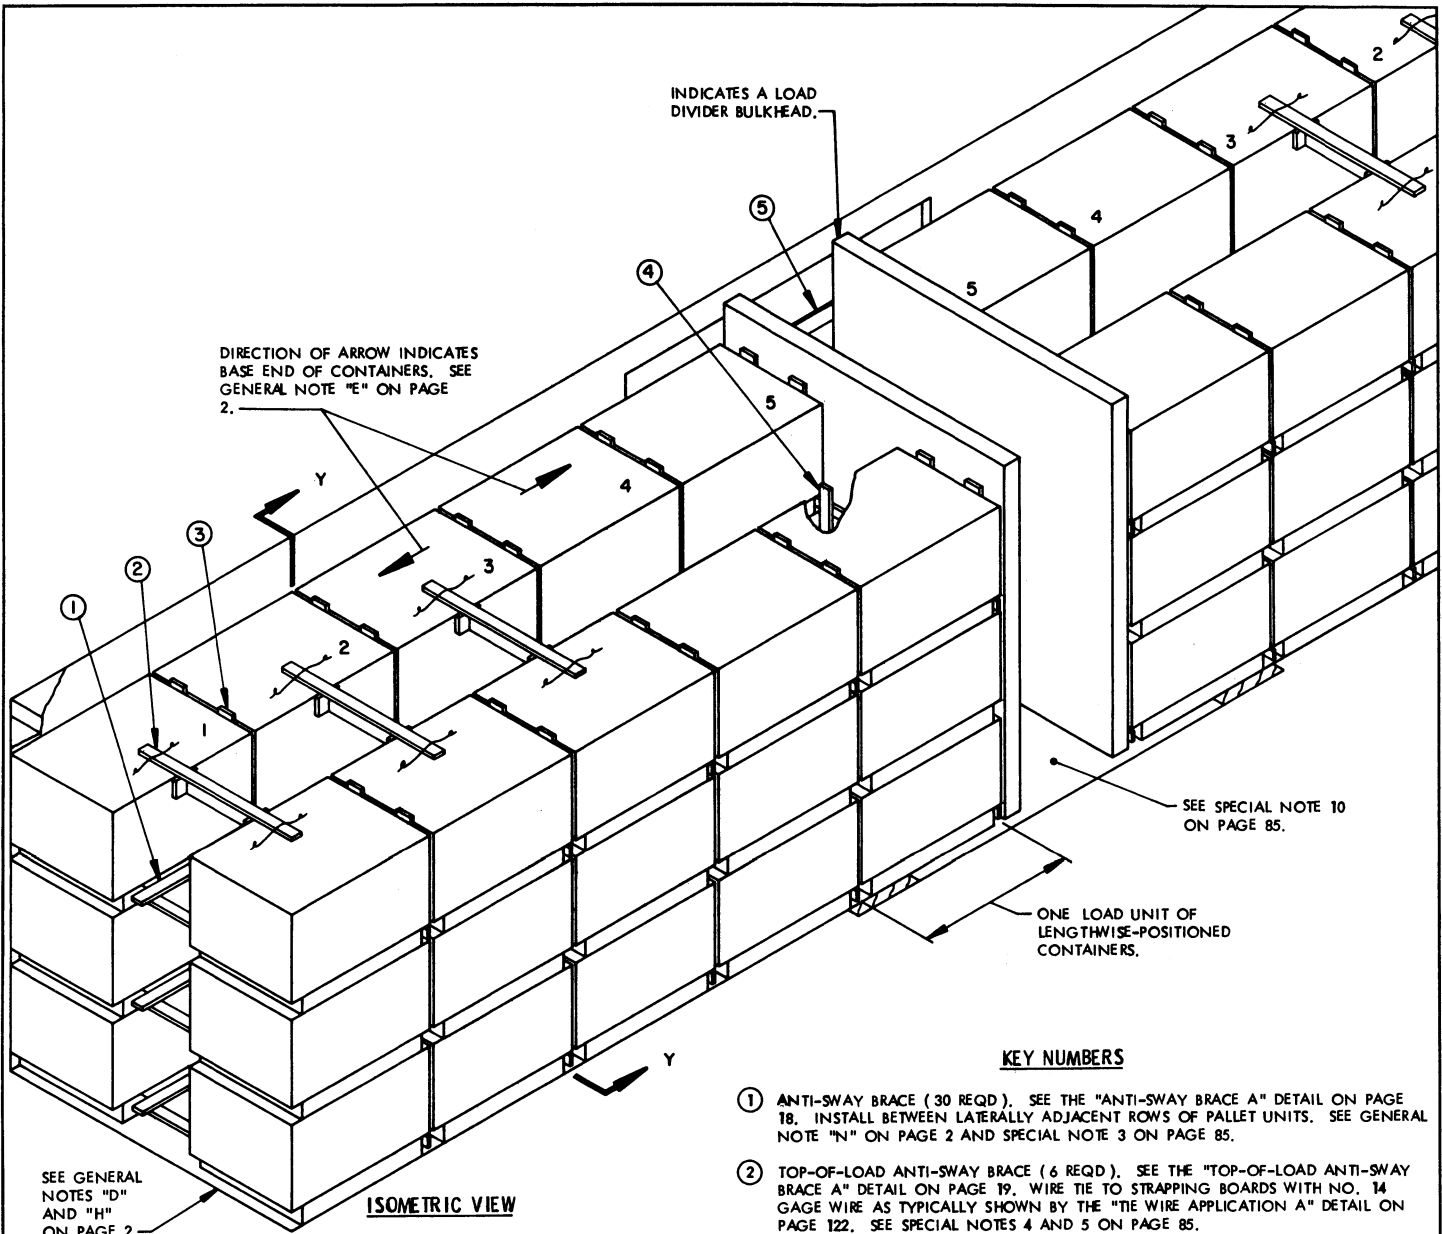 INDICATES A LOAD
DIVIDER BULKHEAD.
2
3
4
5
5
4
DIRECTION OF ARROW INDICATES
BASE END OF CONTAINERS. SEE
GENERAL NOTE "E" ON PAGE
2.
5
4
3
2
1
Y
3
2
1
SEE SPECIAL NOTE 10
ON PAGE 85.
ONE LOAD UNIT OF
LENGTHWISE-POSITIONED
CONTAINERS.
Y
SEE GENERAL
NOTES "D"
AND "H"
ON PAGE 2
ISOMETRIC VIEW
KEY NUMBERS
1 ANTI-SWAY BRACE (30 REQD). SEE THE "ANTI-SWAY BRACE A" DETAIL ON PAGE
18. INSTALL BETWEEN LATERALLY ADJACENT ROWS OF PALLET UNITS. SEE GENERAL
NOTE "N" ON PAGE 2 AND SPECIAL NOTE 3 ON PAGE 85.
2 TOP-OF-LOAD ANTI-SWAY BRACE (6 REQD). SEE THE "TOP-OF-LOAD ANTI-SWAY
BRACE A" DETAIL ON PAGE 19. WIRE TIE TO STRAPPING BOARDS WITH NO. 14
GAGE WIRE AS TYPICALLY SHOWN BY THE "TIE WIRE APPLICATION A" DETAIL ON
PAGE 122. SEE SPECIAL NOTES 4 AND 5 ON PAGE 85.